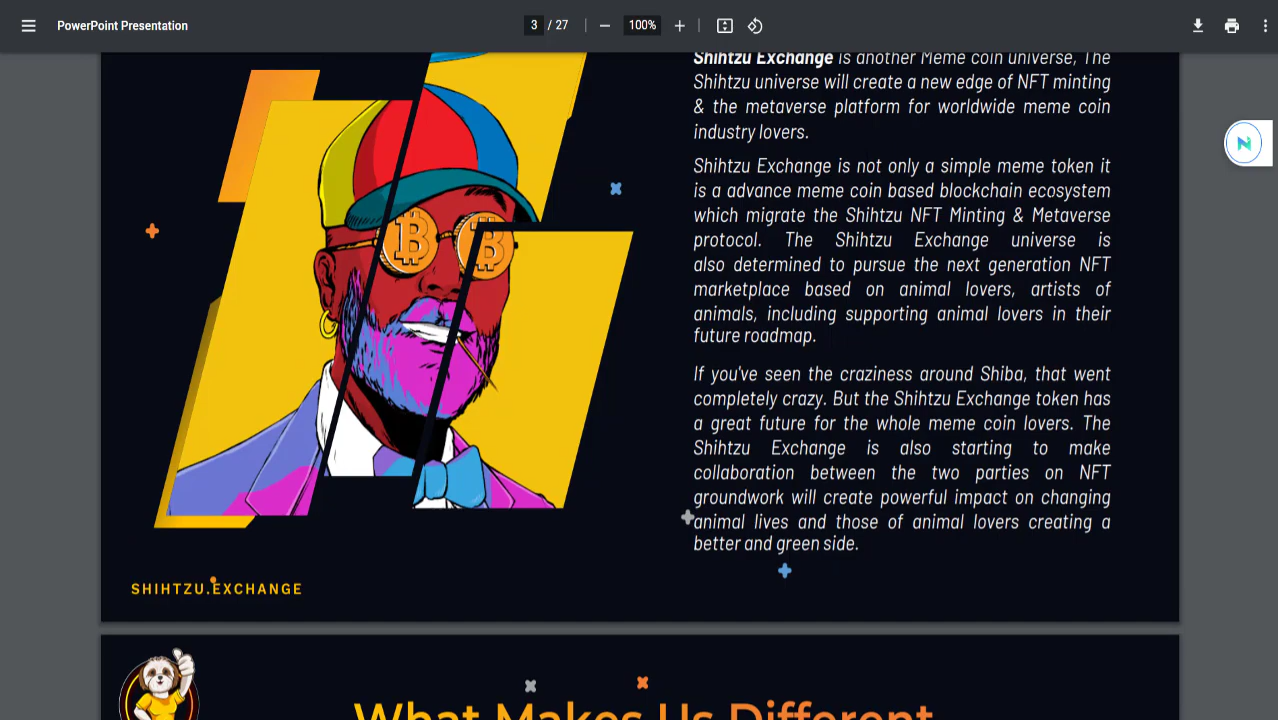 PowerPoint Presentation
3 / 27
100%
Shihtzu Exchange is another Meme coin universe, The
Shihtzu universe will create a new edge of NFT minting
& the metaverse platform for worldwide meme coin
industry lovers.
Shihtzu Exchange is not only a simple meme token it
is a advance meme coin based blockchain ecosystem
which migrate the Shihtzu NFT Minting & Metaverse
protocol. The Shihtzu Exchange universe is
also determined to pursue the next generation NFT
marketplace based on animal lovers, artists of
animals, including supporting animal lovers in their
future roadmap.
If you've seen the craziness around Shiba, that went
completely crazy. But the Shihtzu Exchange token has
a great future for the whole meme coin lovers. The
Shihtzu Exchange is also starting to make
collaboration between the two parties on NFT
groundwork will create powerful impact on changing
animal lives and those of animal lovers creating a
better and green side.
SHIHTZU.EXCHANGE
What Makes Us Different